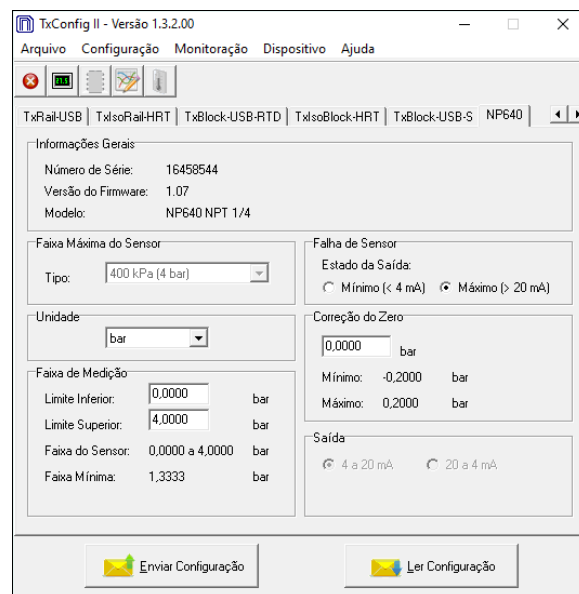 TxConfig II - Versão 1.3.2.00
Arquivo Configuração Monitoração Dispositivo Ajuda
TxRail-USB TxIsoRail-HRT TxBlock-USB-RTD TxIsoBlock-HRT TxBlock-USB-S NP640
Informações Gerais
Número de Série: 16458544
Versão do Firmware: 1.07
Modelo: NP640 NPT 1/4
Faixa Máxima do Sensor
Tipo: 400 kPa (4 bar)
Falha de Sensor
Estado da Saída:
Mínimo (< 4 mA) Máximo (> 20 mA)
Unidade
bar
Correção do Zero
0,0000 bar
Mínimo: -0,2000 bar
Máximo: 0,2000 bar
Faixa de Medição
Limite Inferior: 0,0000 bar
Limite Superior: 4,0000 bar
Faixa do Sensor: 0,0000 a 4,0000 bar
Faixa Mínima: 1,3333 bar
Saída
4 a 20 mA 20 a 4 mA
Enviar Configuração Ler Configuração